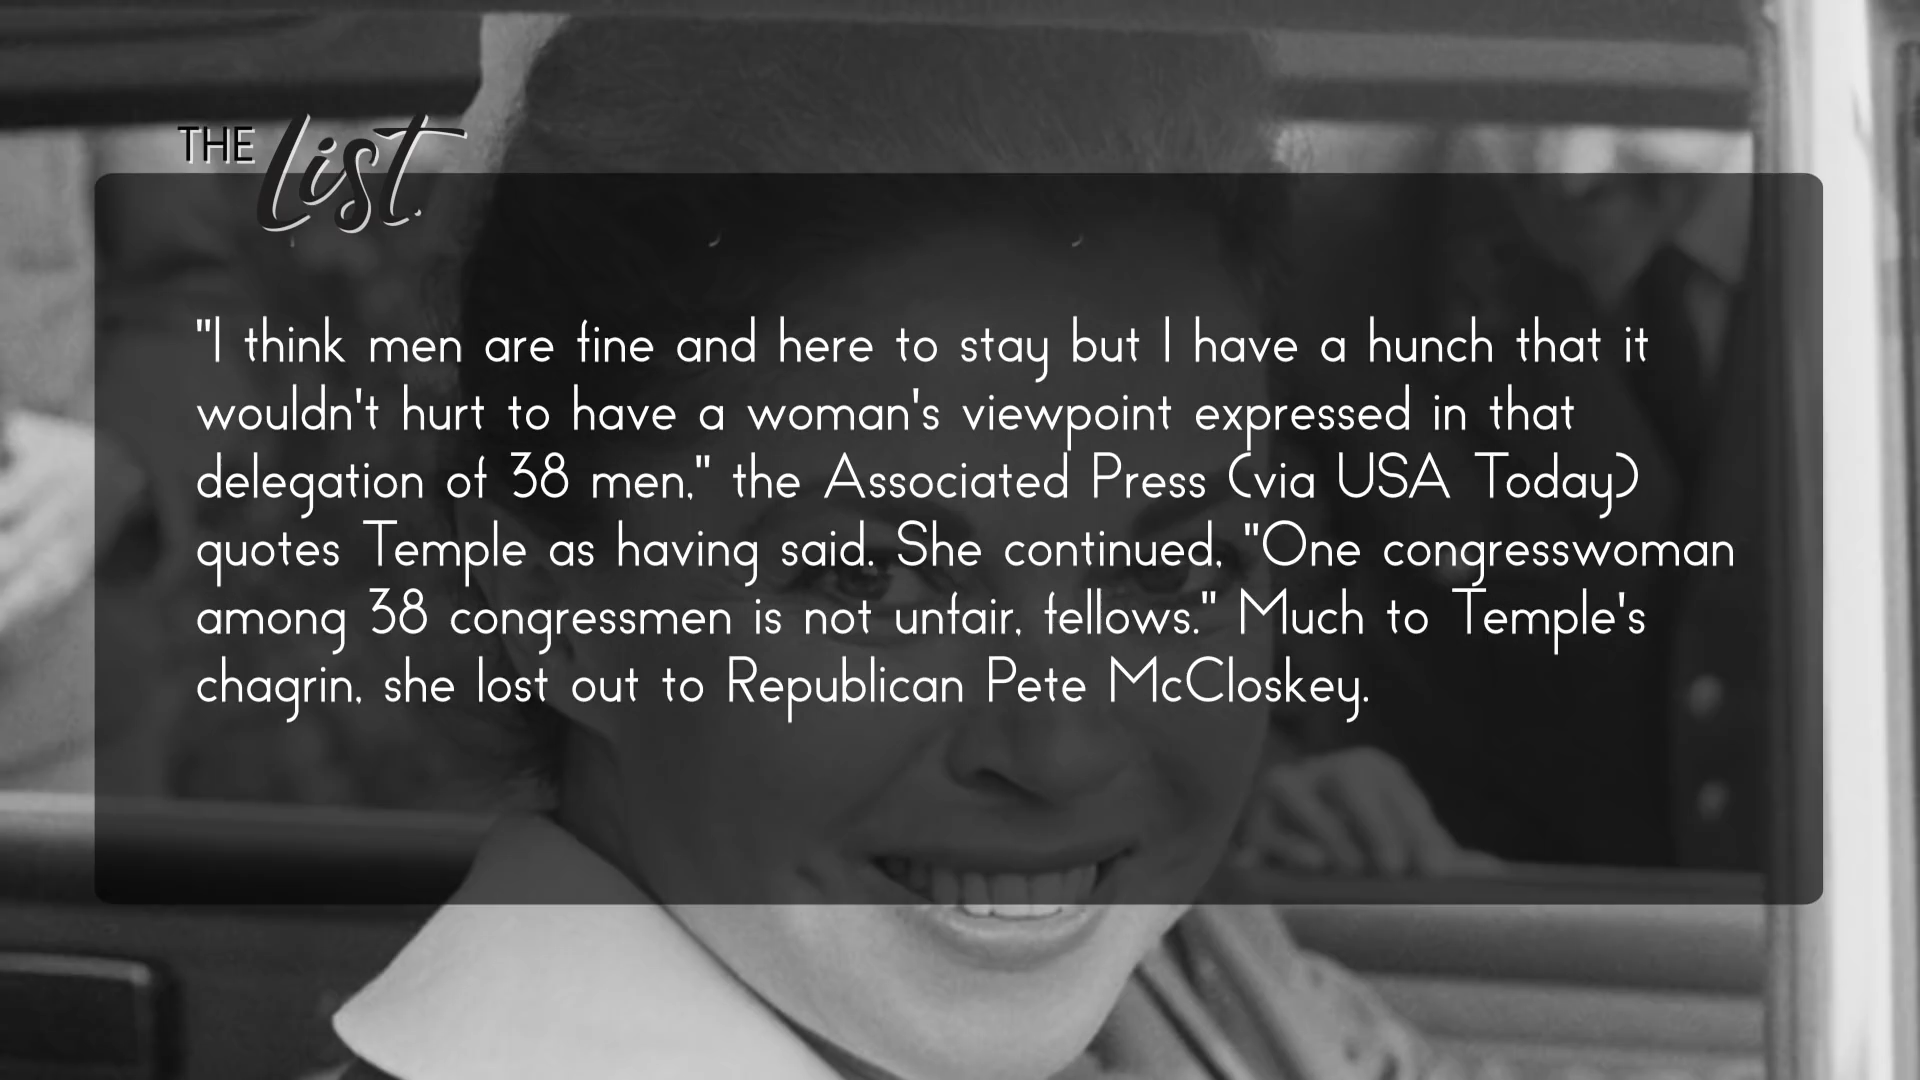 THE List
"I think men are fine and here to stay but I have a hunch that it
wouldn't hurt to have a woman's viewpoint expressed in that
delegation of 38 men," the Associated Press (via USA Today)
quotes Temple as having said. She continued, "One congresswoman
among 38 congressmen is not unfair, fellows." Much to Temple's
chagrin, she lost out to Republican Pete McCloskey.